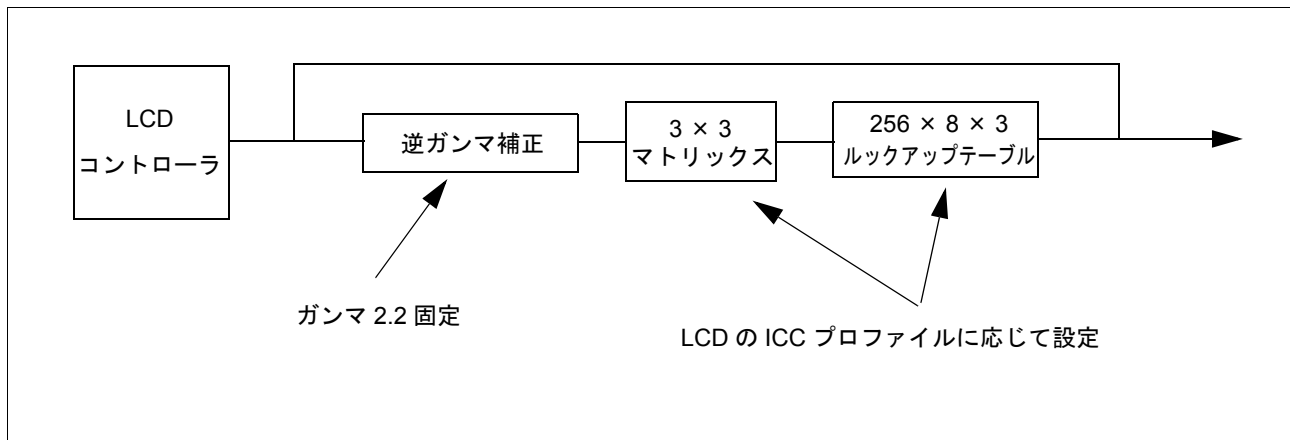 LCD
コントローラ
逆ガンマ補正
3 × 3
マトリックス
256 × 8 × 3
ルックアップテーブル
ガンマ 2.2 固定
LCD の ICC プロファイルに応じて設定